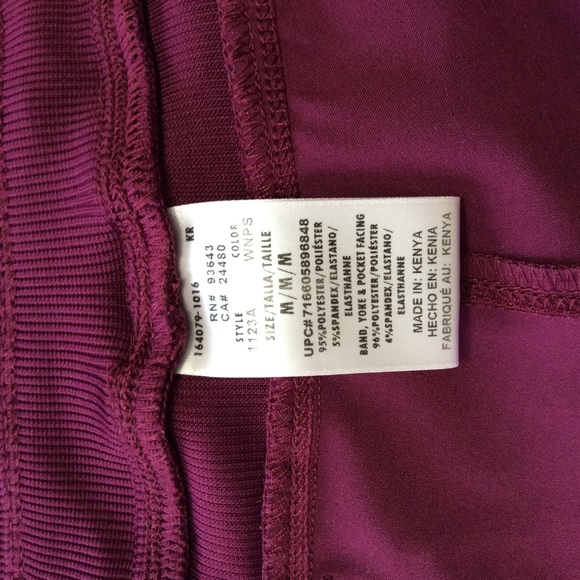 KR
164079-1016
RN# 93643
CA# 24480
STYLE COLOR
1123A WNPS
SIZE/TALLA/TAILLE
M/M/M
UPC#716605896848
95%POLYESTER/POLIÉSTER
5%SPANDEX/ELASTANO/
ELASTHANNE
BAND, YOKE & POCKET FACING
96%POLYESTER/POLIÉSTER
4%SPANDEX/ELASTANO/
ELASTHANNE
MADE IN: KENYA
HECHO EN: KENIA
FABRIQUÉ AU: KENYA